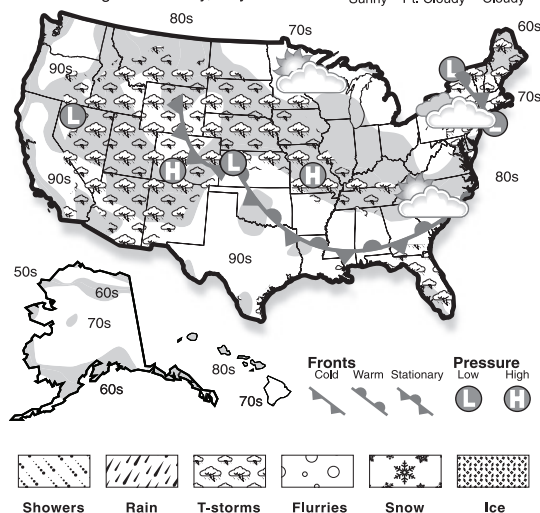 Sunny Pt. Cloudy Cloudy
80s
70s
60s
90s
L
L
70s
L
L
H
H
90s
80s
90s
50s
60s
70s
60s
80s
70s
Fronts
Cold Warm Stationary
Pressure
Low High
L H
Showers Rain T-storms Flurries Snow Ice